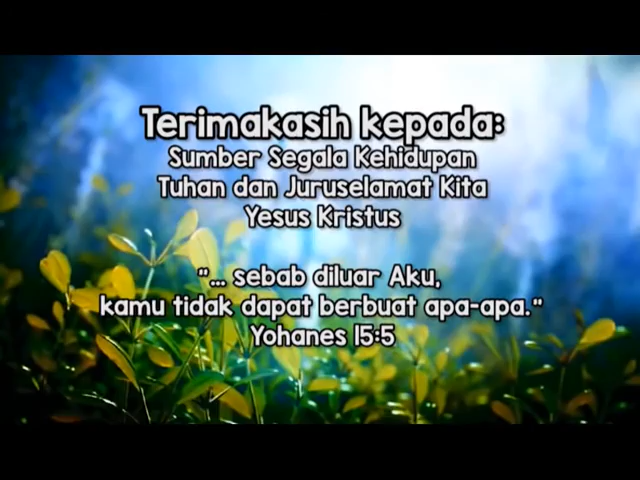 Terimakasih kepada:
Sumber Segala Kehidupan
Tuhan dan Juruselamat Kita
Yesus Kristus
"... sebab diluar Aku,
kamu tidak dapat berbuat apa-apa."
Yohanes 15:5